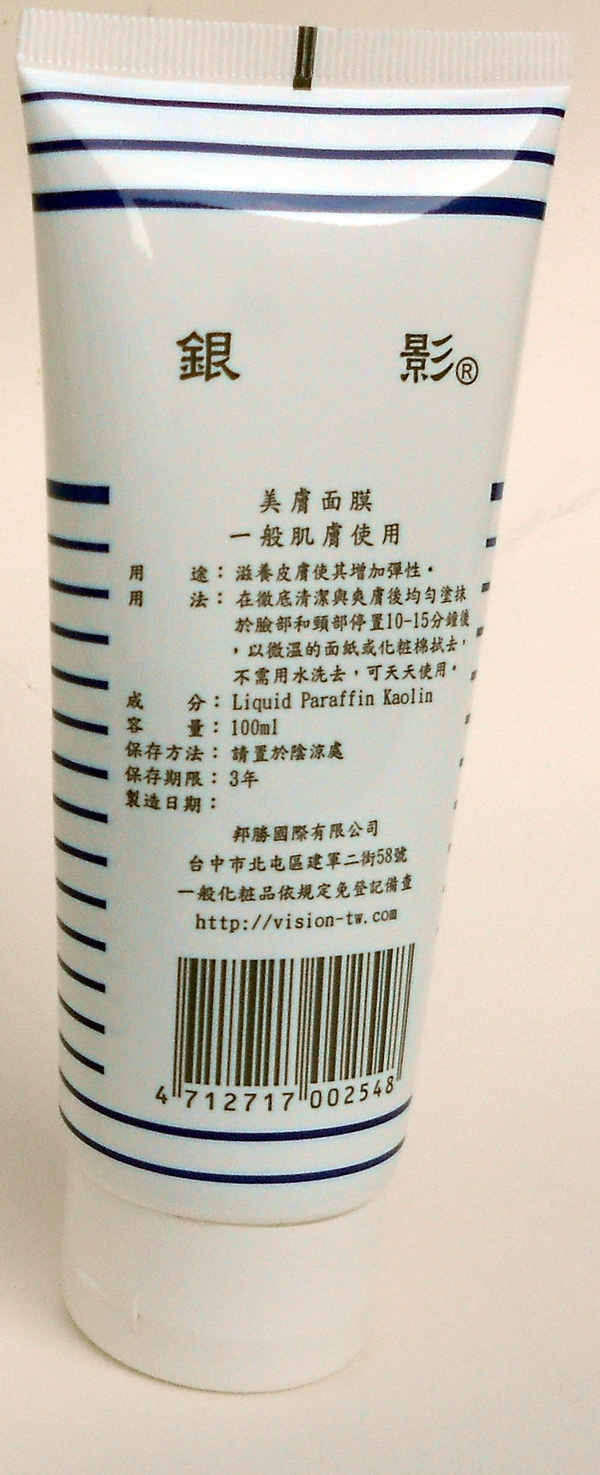 銀 影®
美膚面膜
一般肌膚使用
用 途：滋養皮膚使其增加彈性。
用 法：在徹底清潔與爽膚後均勻塗抹
於臉部和頸部停置10-15分鐘後
，以微溫的面紙或化粧棉拭去，
不需用水洗去，可天天使用。
成 分：Liquid Paraffin Kaolin
容 量：100ml
保存方法：請置於陰涼處
保存期限：3年
製造日期：
邦勝國際有限公司
台中市北屯區建軍二街58號
一般化粧品依規定免登記備查
http://vision-tw.com
4 712717 002548